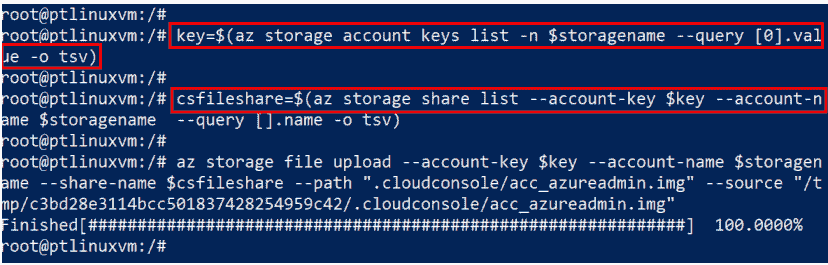 root@ptlinuxvm:/#
root@ptlinuxvm:/# key=$(az storage account keys list -n $storagename --query [0].val
ue -o tsv)
root@ptlinuxvm:/#
root@ptlinuxvm:/# csfileshare=$(az storage share list --account-key $key --account-n
ame $storagename  --query [].name -o tsv)
root@ptlinuxvm:/#
root@ptlinuxvm:/# az storage file upload --account-key $key --account-name $storagen
ame --share-name $csfileshare --path ".cloudconsole/acc_azureadmin.img" --source "/t
mp/c3bd28e3114bcc501837428254959c42/.cloudconsole/acc_azureadmin.img"
Finished[#############################################################]  100.0000%
root@ptlinuxvm:/#